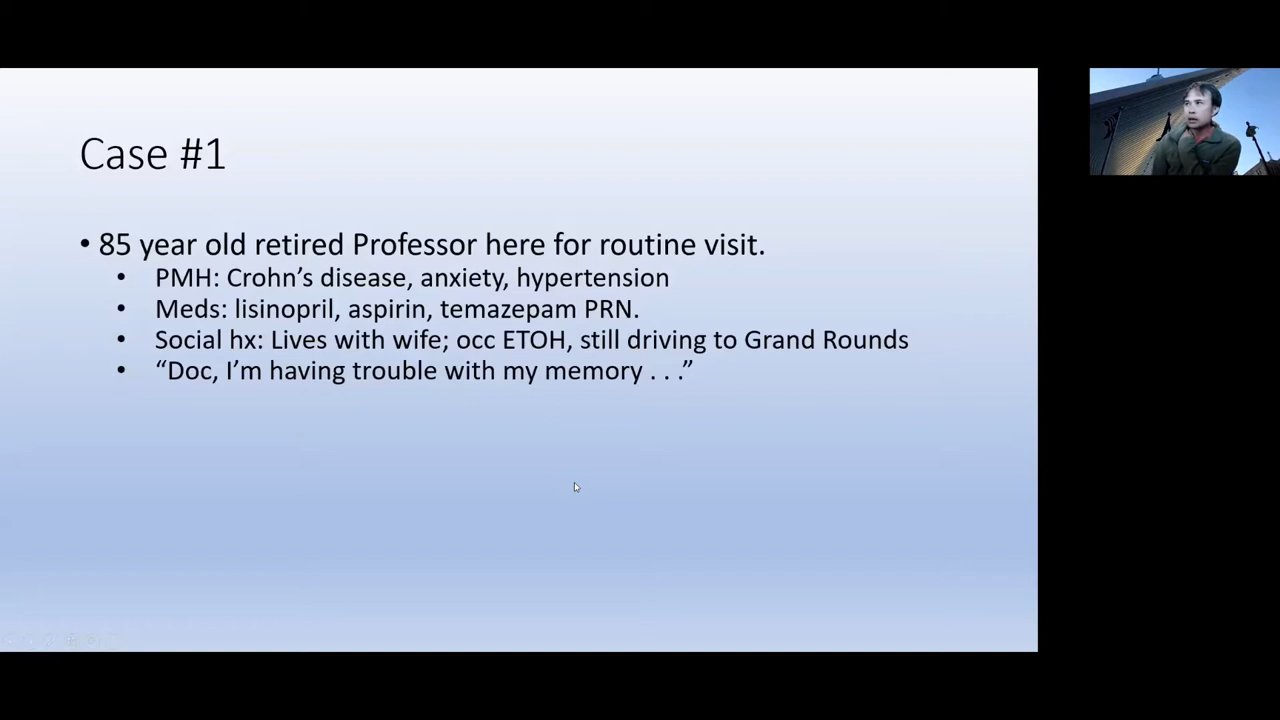 Case #1
• 85 year old retired Professor here for routine visit.
• PMH: Crohn’s disease, anxiety, hypertension
• Meds: lisinopril, aspirin, temazepam PRN.
• Social hx: Lives with wife; occ ETOH, still driving to Grand Rounds
• “Doc, I’m having trouble with my memory . . .”